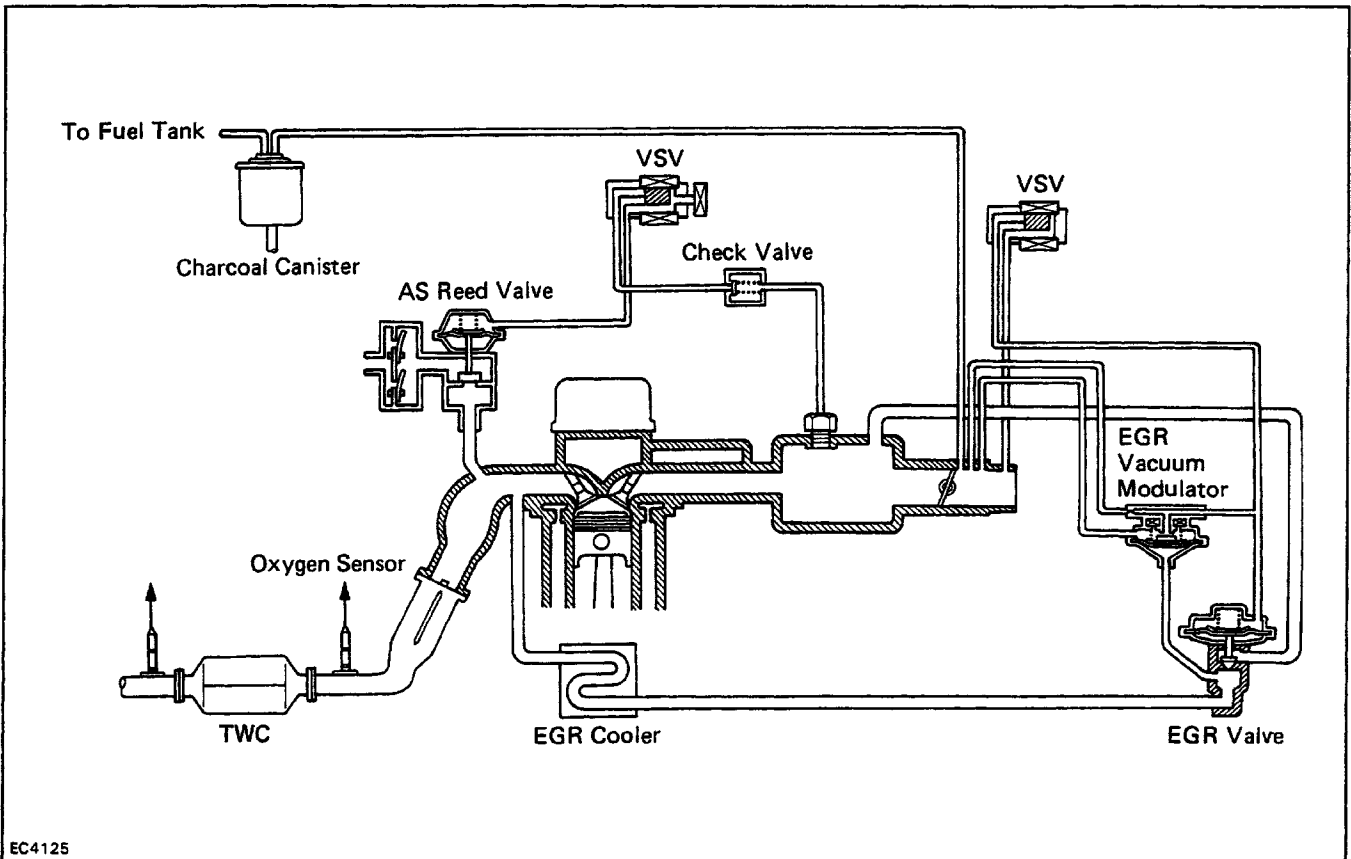 To Fuel Tank
VSV
VSV
Charcoal Canister
Check Valve
AS Reed Valve
EGR
Vacuum
Modulator
Oxygen Sensor
TWC
EGR Cooler
EGR Valve
EC4125